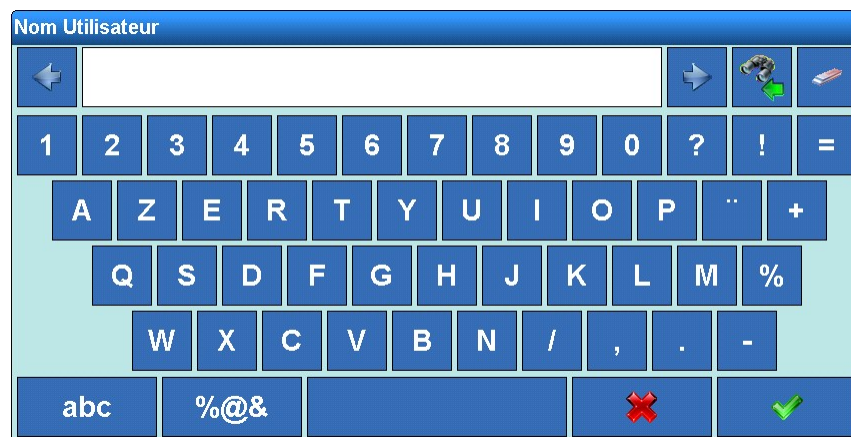 Nom Utilisateur
1 2 3 4 5 6 7 8 9 0 ? ! =
A Z E R T Y U I O P ¨ +
Q S D F G H J K L M %
W X C V B N / , . -
abc %@&